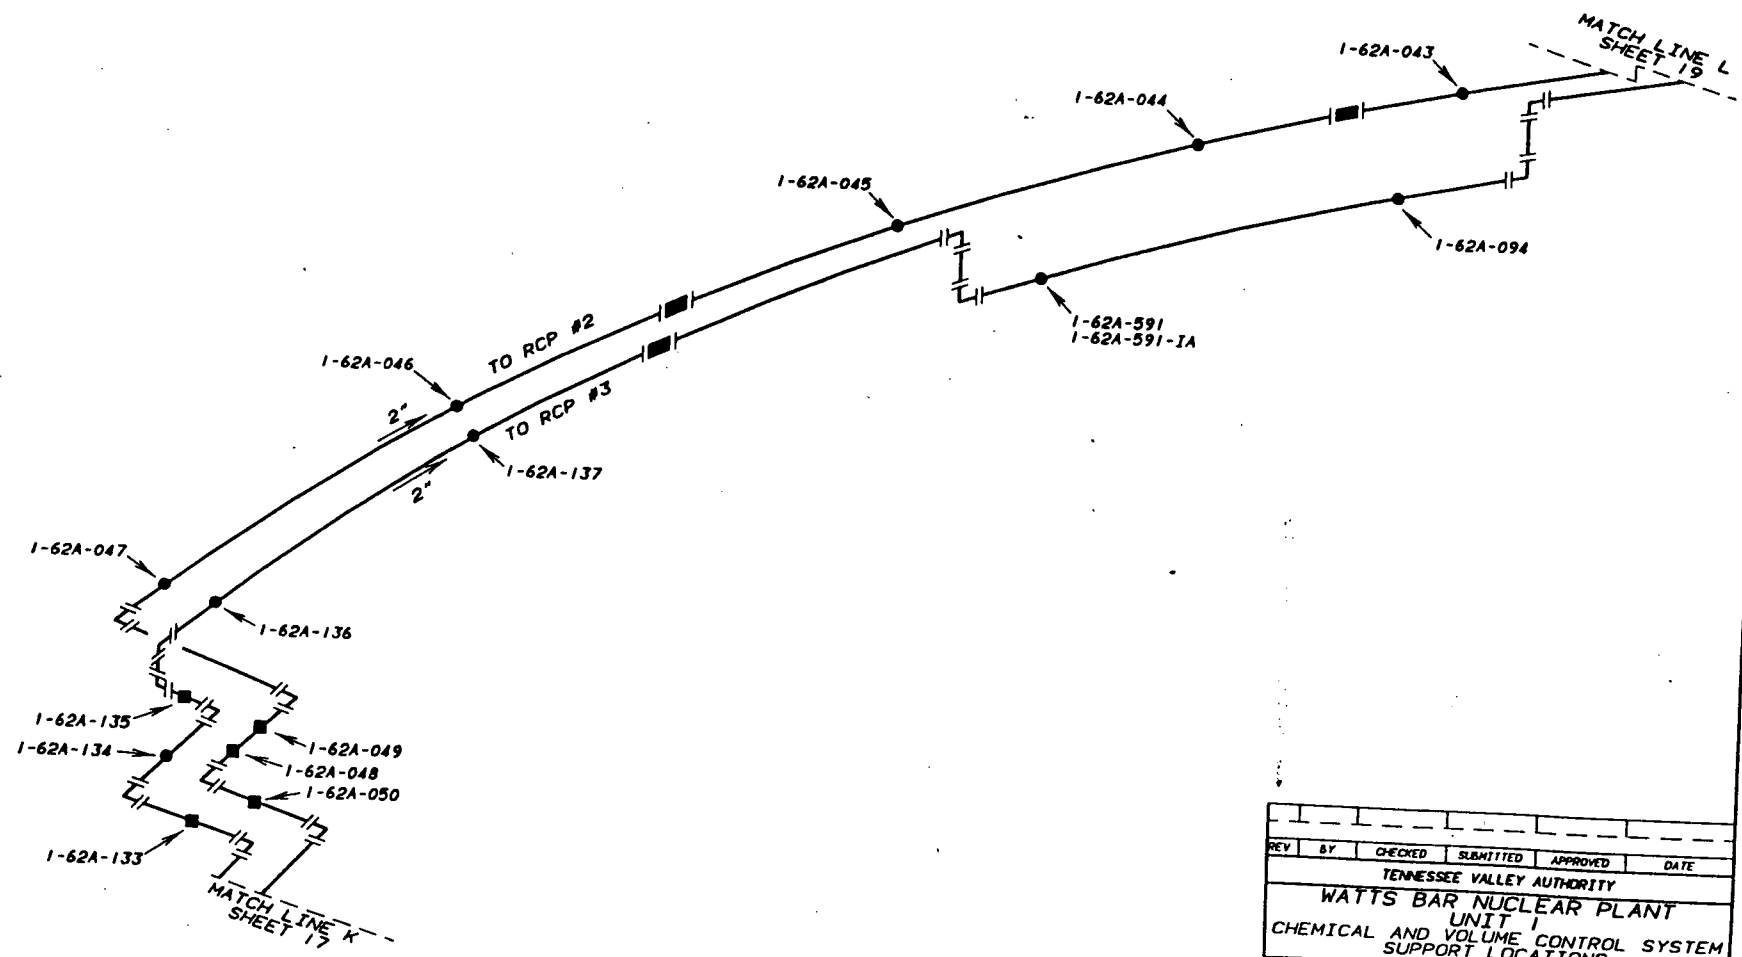 MATCH LINE L
SHEET 19
1-62A-043
1-62A-044
1-62A-045
1-62A-094
1-62A-591
1-62A-591-IA
TO RCP #2
1-62A-046
2"
TO RCP #3
1-62A-137
2"
1-62A-047
1-62A-136
1-62A-135
1-62A-134
1-62A-049
1-62A-048
1-62A-050
1-62A-133
MATCH LINE K
SHEET 17
REV BY CHECKED SUBMITTED APPROVED DATE
TENNESSEE VALLEY AUTHORITY
WATTS BAR NUCLEAR PLANT
UNIT 1
CHEMICAL AND VOLUME CONTROL SYSTEM
SUPPORT LOCATIONS